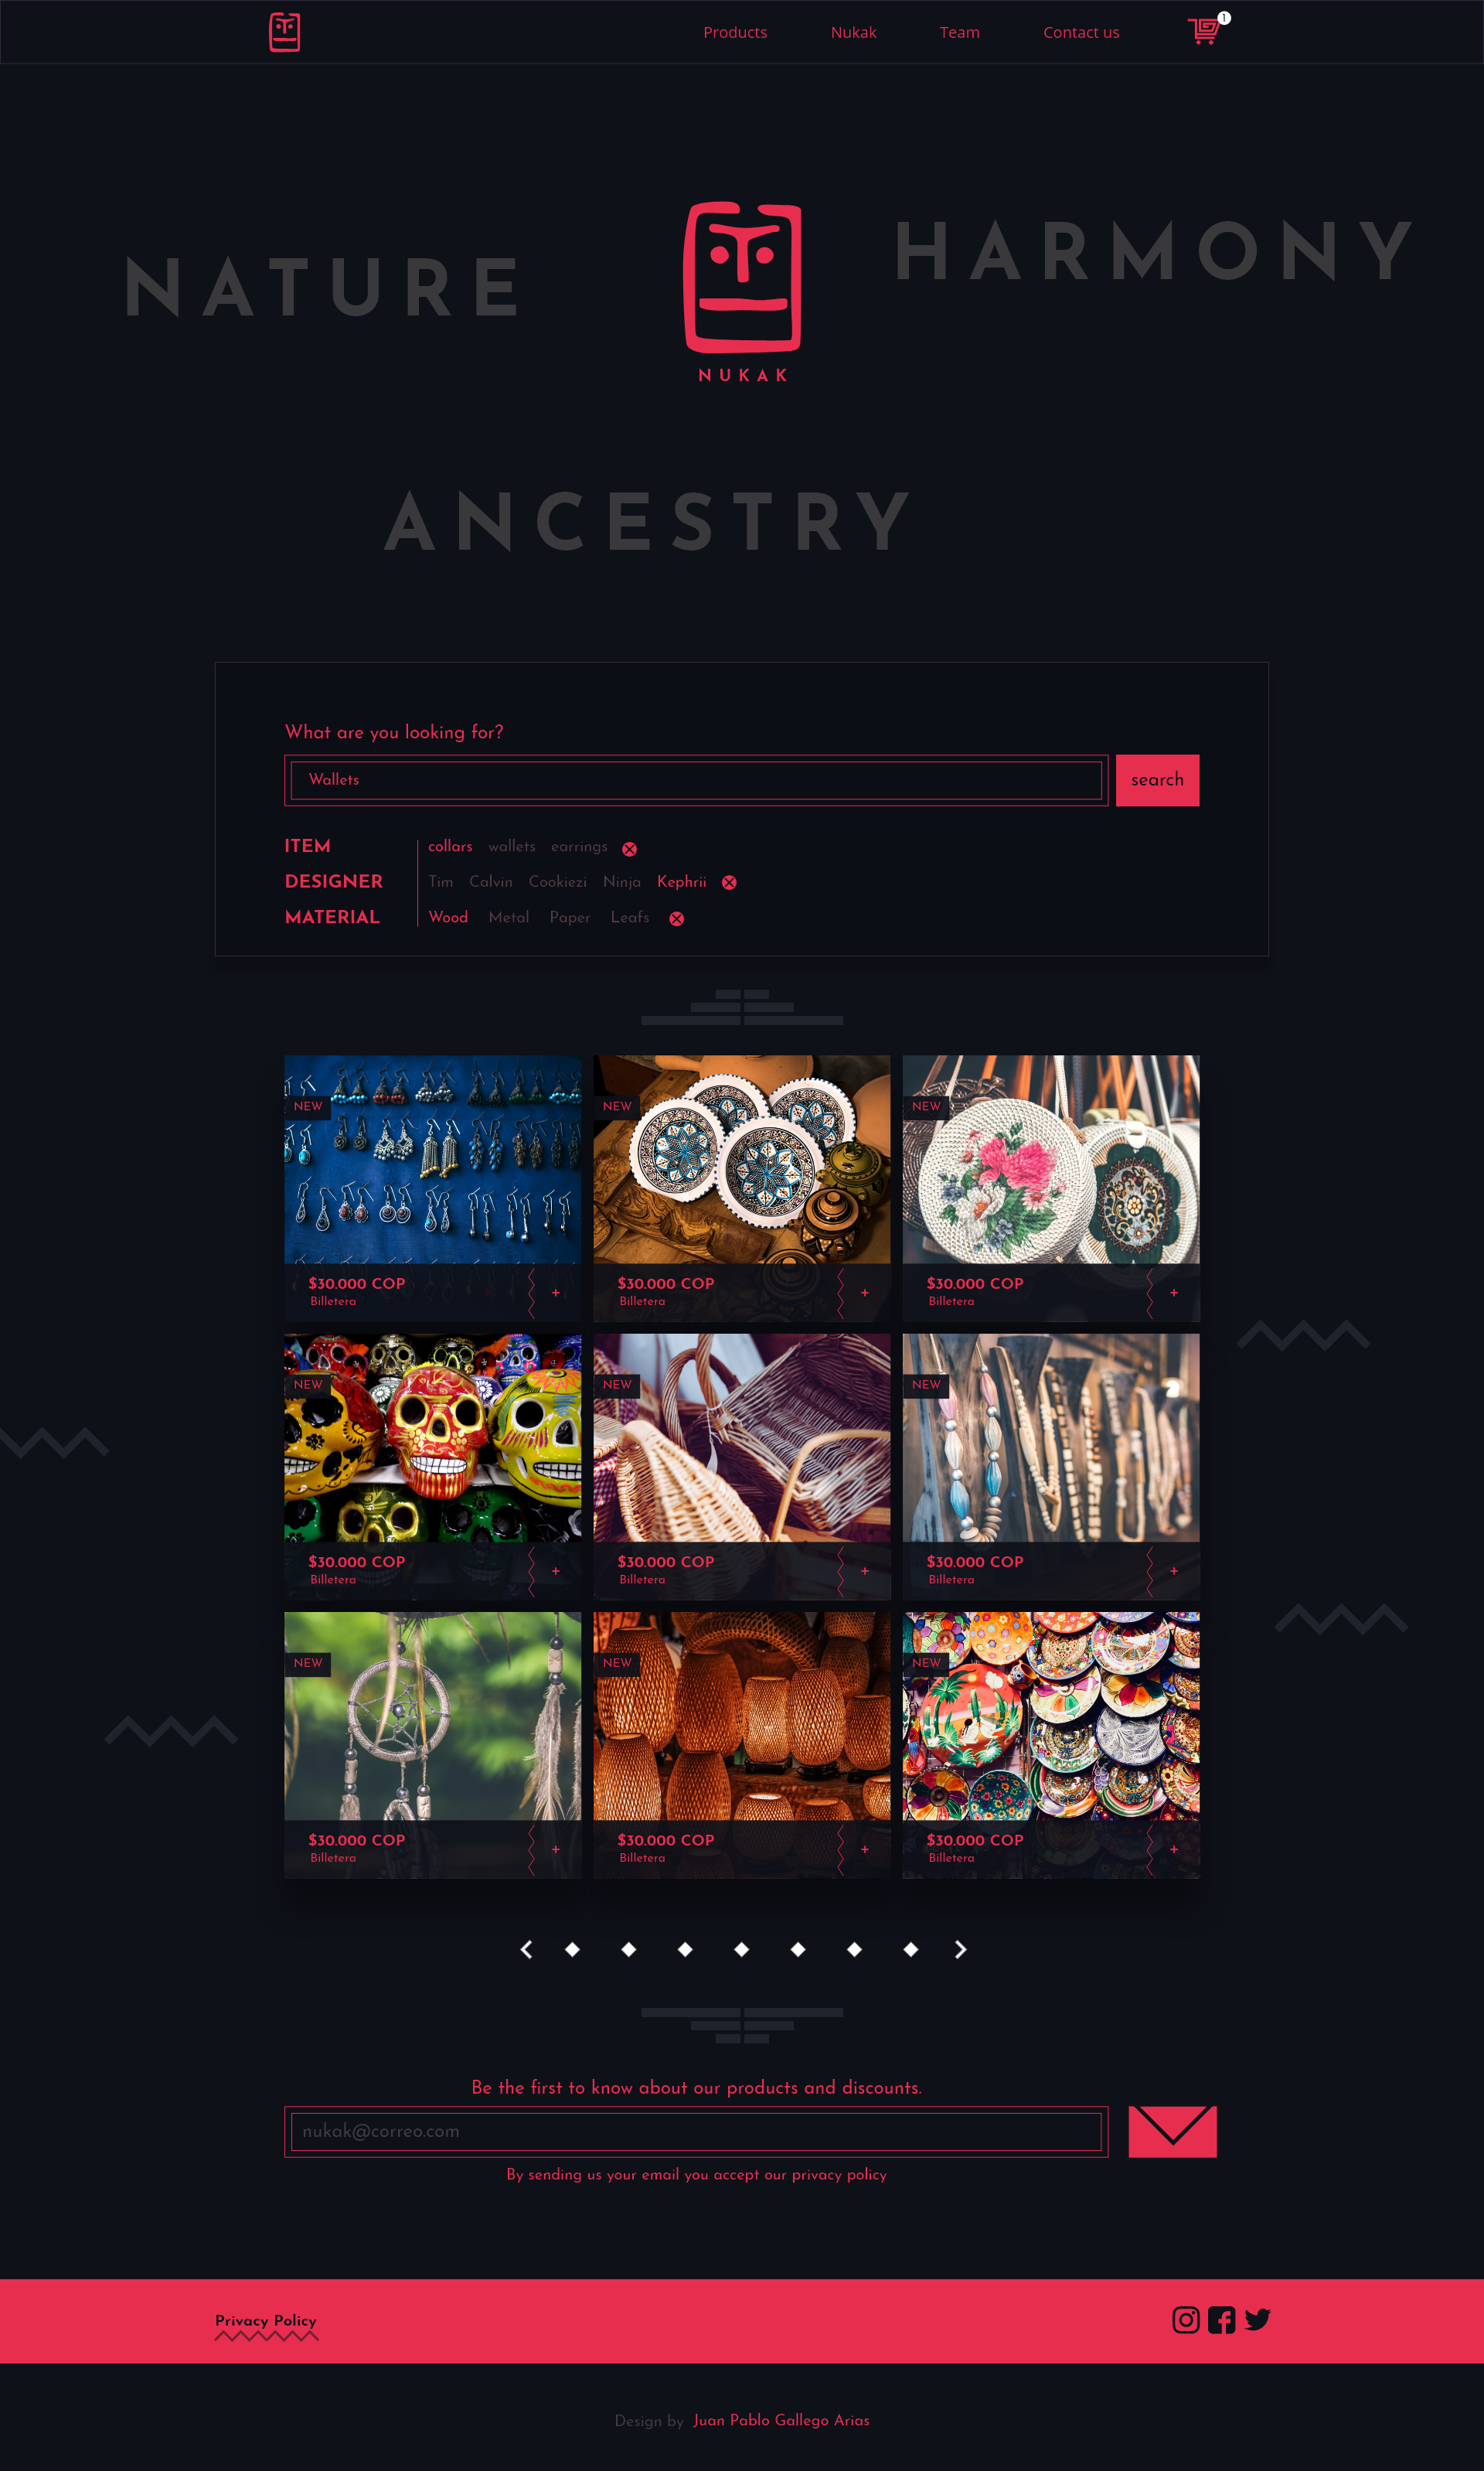 Products Nukak Team Contact us 1
HARMONY
NATURE
NUKAK
ANCESTRY
What are you looking for?
Wallets search
ITEM collars wallets earrings
DESIGNER Tim Calvin Cookiezi Ninja Kephrii
MATERIAL Wood Metal Paper Leafs
NEW NEW NEW
$30.000 COP $30.000 COP $30.000 COP
Billetera + Billetera + Billetera +
NEW NEW NEW
$30.000 COP $30.000 COP $30.000 COP
Billetera + Billetera + Billetera +
NEW NEW NEW
$30.000 COP $30.000 COP $30.000 COP
Billetera + Billetera + Billetera +
Be the first to know about our products and discounts.
nukak@correo.com
By sending us your email you accept our privacy policy
Privacy Policy
Design by Juan Pablo Gallego Arias